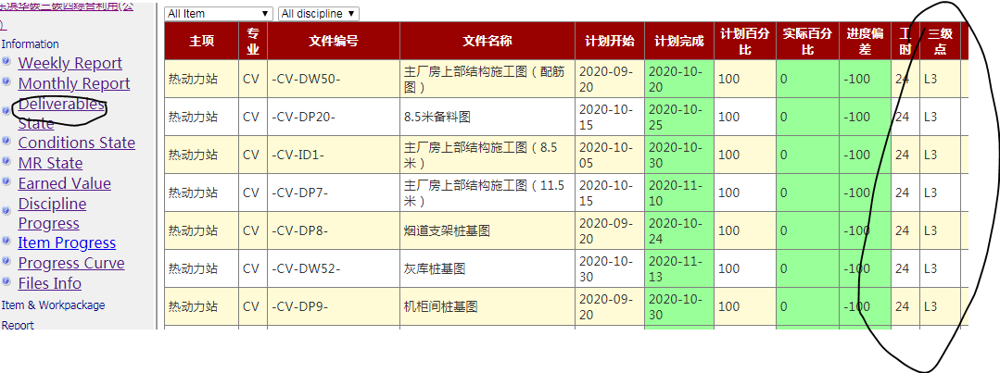 东滨华碳三碳四综合利用(公
).
Information
Weekly Report
Monthly Report
Deliverables
State
Conditions State
MR State
Earned Value
Discipline
Progress
Item Progress
Progress Curve
Files Info
Item & Workpackage
Report
All Item All discipline
主项 专业 文件编号 文件名称 计划开始 计划完成 计划百分比 实际百分比 进度偏差 工时 三级点
热动力站 CV -CV-DW50- 主厂房上部结构施工图（配筋图） 2020-09-20 2020-10-20 100 0 -100 24 L3
热动力站 CV -CV-DP20- 8.5米备料图 2020-10-15 2020-10-25 100 0 -100 24 L3
热动力站 CV -CV-ID1- 主厂房上部结构施工图（8.5米） 2020-10-05 2020-10-30 100 0 -100 24 L3
热动力站 CV -CV-DP7- 主厂房上部结构施工图（11.5米） 2020-10-15 2020-11-10 100 0 -100 24 L3
热动力站 CV -CV-DP8- 烟道支架桩基图 2020-09-20 2020-10-24 100 0 -100 24 L3
热动力站 CV -CV-DW52- 灰库桩基图 2020-10-30 2020-11-13 100 0 -100 24 L3
热动力站 CV -CV-DP9- 机柜间桩基图 2020-09-20 2020-10-30 100 0 -100 24 L3